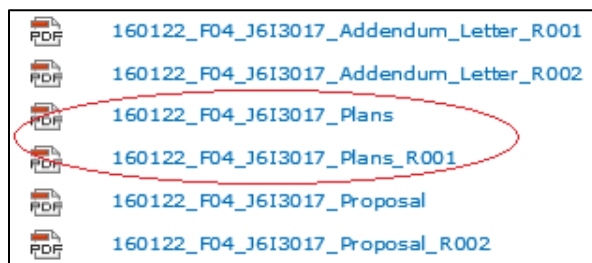 PDF 160122_F04_J6I3017_Addendum_Letter_R001
PDF 160122_F04_J6I3017_Addendum_Letter_R002
PDF 160122_F04_J6I3017_Plans
PDF 160122_F04_J6I3017_Plans_R001
PDF 160122_F04_J6I3017_Proposal
PDF 160122_F04_J6I3017_Proposal_R002